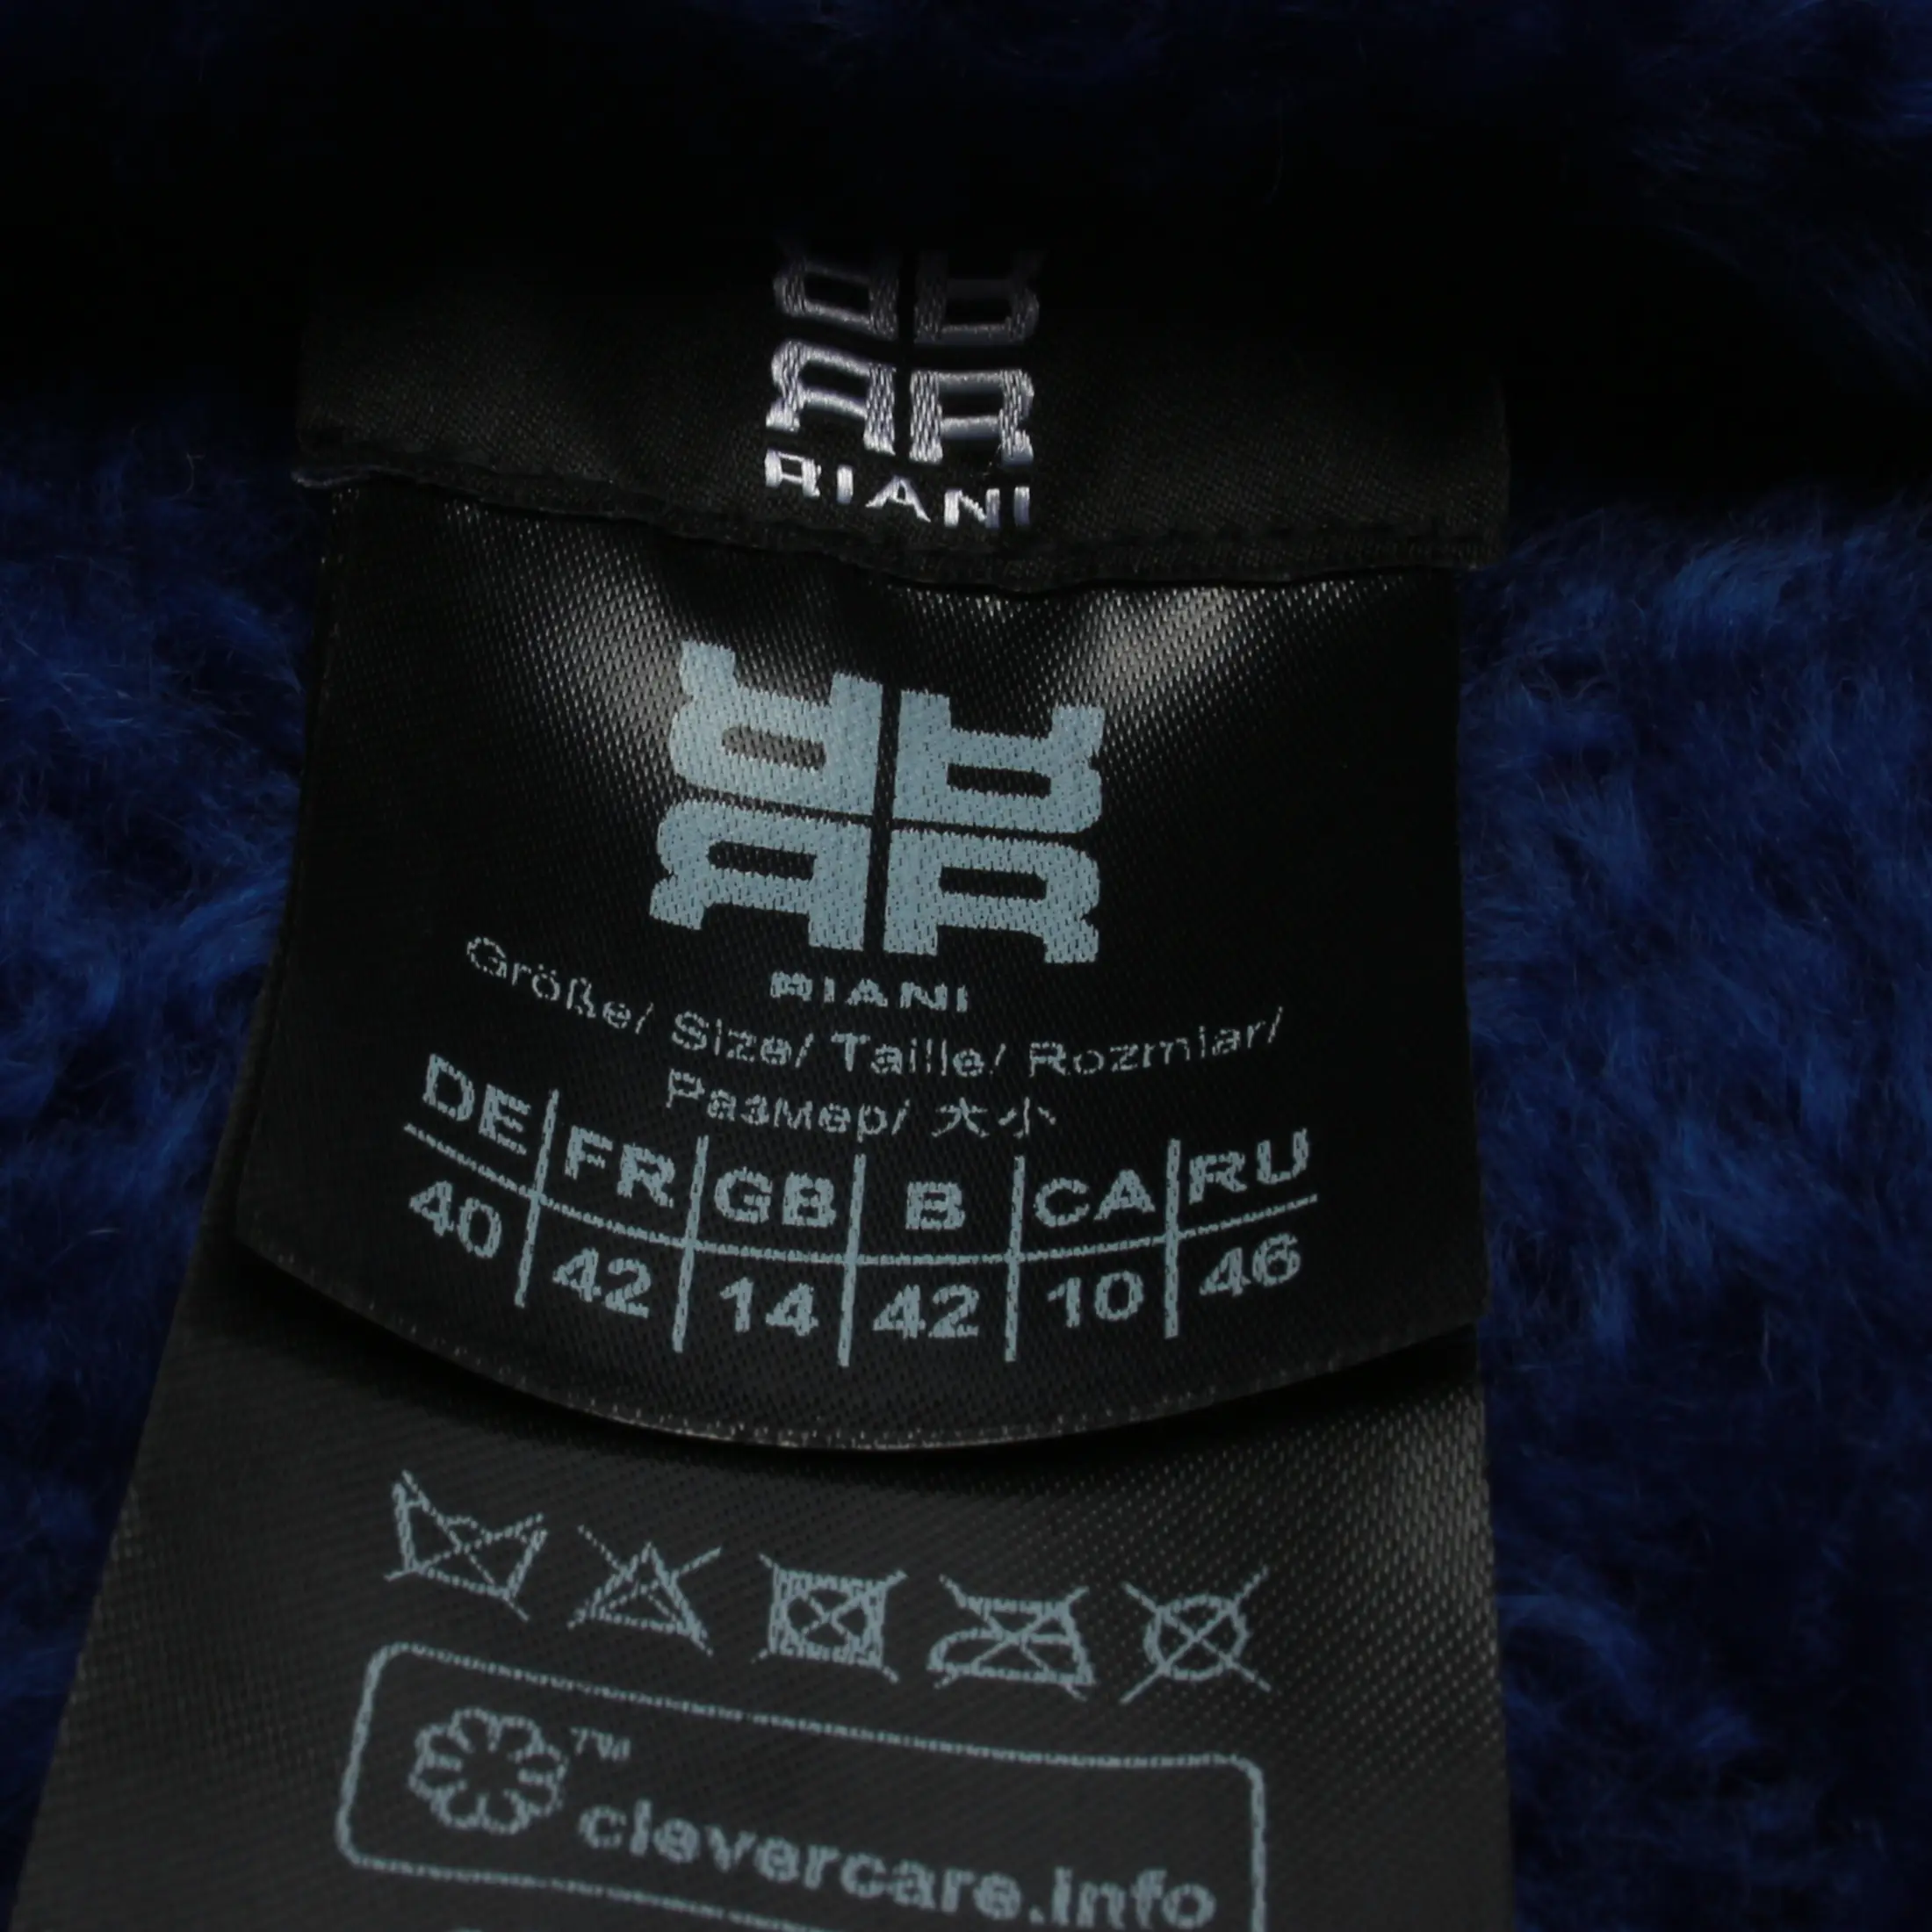 RIANI
RIANI
Größe/ Size/ Taille/ Rozmiar/
Размер/ 大小
DE FR GB B CA RU
40 42 14 42 10 46
TM
clevercare.info